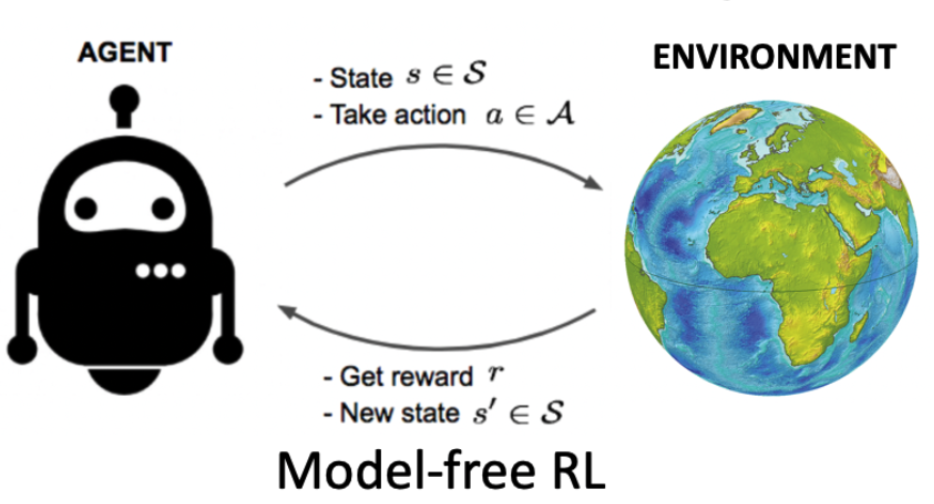 AGENT
ENVIRONMENT
- State s ∈ 𝒮
- Take action a ∈ 𝒜
- Get reward r
- New state s′ ∈ 𝒮
Model-free RL